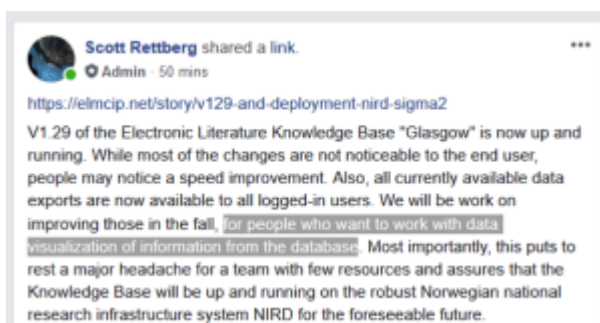 Scott Rettberg shared a link.
Admin · 50 mins
https://elmcip.net/story/v129-and-deployment-nird-sigma2
V1.29 of the Electronic Literature Knowledge Base "Glasgow" is now up and
running. While most of the changes are not noticeable to the end user,
people may notice a speed improvement. Also, all currently available data
exports are now available to all logged-in users. We will be work on
improving those in the fall, for people who want to work with data
visualization of information from the database. Most importantly, this puts to
rest a major headache for a team with few resources and assures that the
Knowledge Base will be up and running on the robust Norwegian national
research infrastructure system NIRD for the foreseeable future.